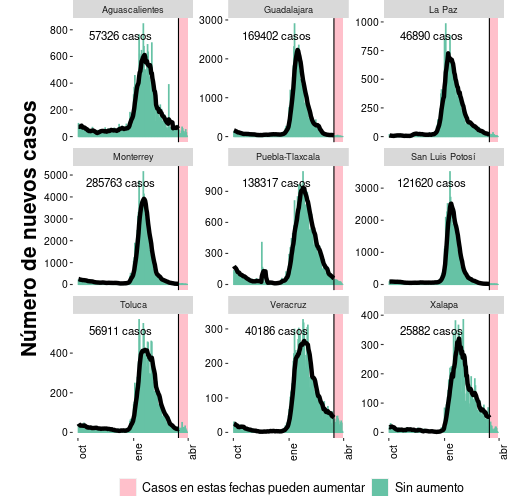 Número de nuevos casos
Aguascalientes
57326 casos
800
600
400
200
0
Guadalajara
169402 casos
3000
2000
1000
0
La Paz
46890 casos
1000
750
500
250
0
Monterrey
285763 casos
5000
4000
3000
2000
1000
0
Puebla-Tlaxcala
138317 casos
900
600
300
0
San Luis Potosí
121620 casos
3000
2000
1000
0
Toluca
56911 casos
400
200
0
oct
ene
abr
Veracruz
40186 casos
300
200
100
0
oct
ene
abr
Xalapa
25882 casos
400
300
200
100
0
oct
ene
abr
Casos en estas fechas pueden aumentar
Sin aumento